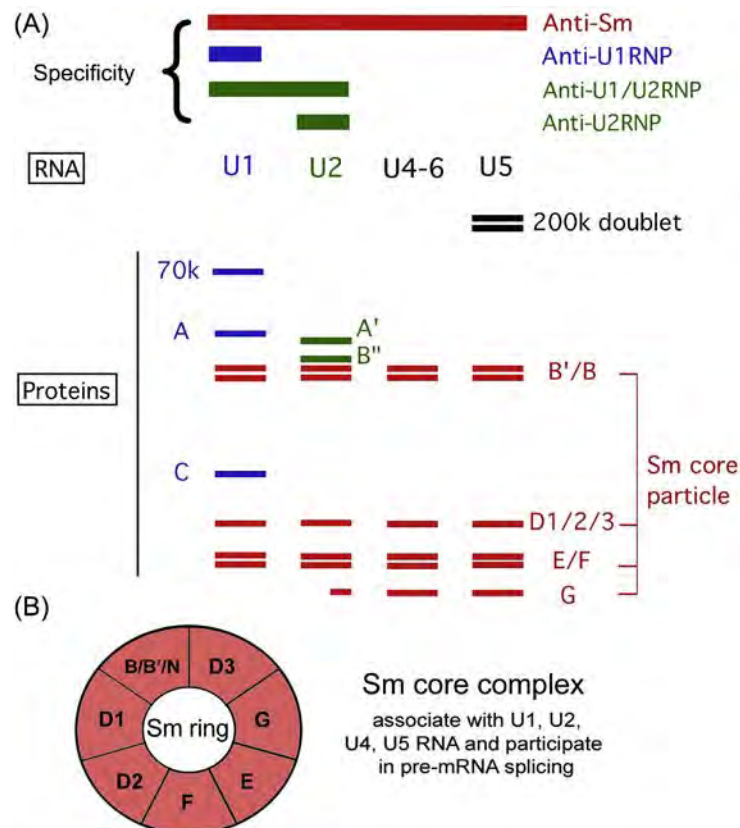 (A)
Anti-Sm
Anti-U1RNP
Specificity
Anti-U1/U2RNP
Anti-U2RNP
RNA
U1 U2 U4-6 U5
200k doublet
70k
A
A'
B"
B'/B
Proteins
C
Sm core
particle
D1/2/3
E/F
G
(B)
B/B'/N D3
D1 G
Sm ring
D2 E
F
Sm core complex
associate with U1, U2,
U4, U5 RNA and participate
in pre-mRNA splicing